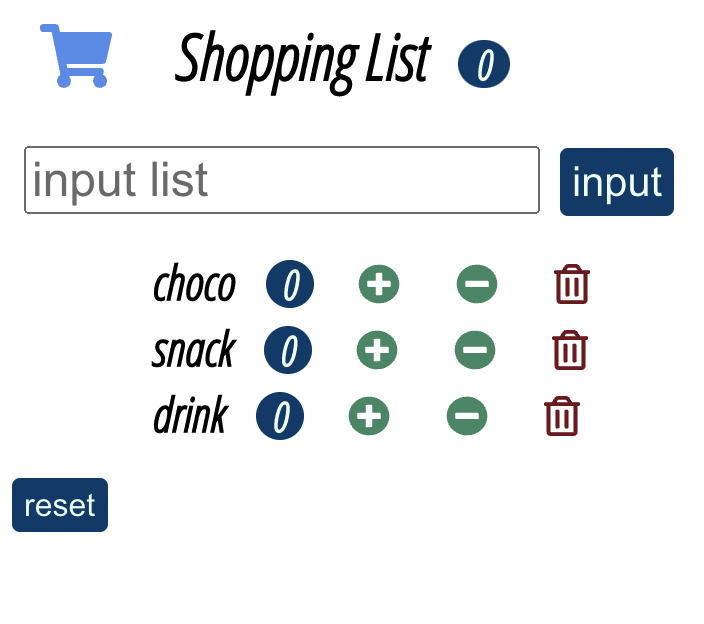 Shopping List 0
input list input
choco 0
snack 0
drink 0
reset